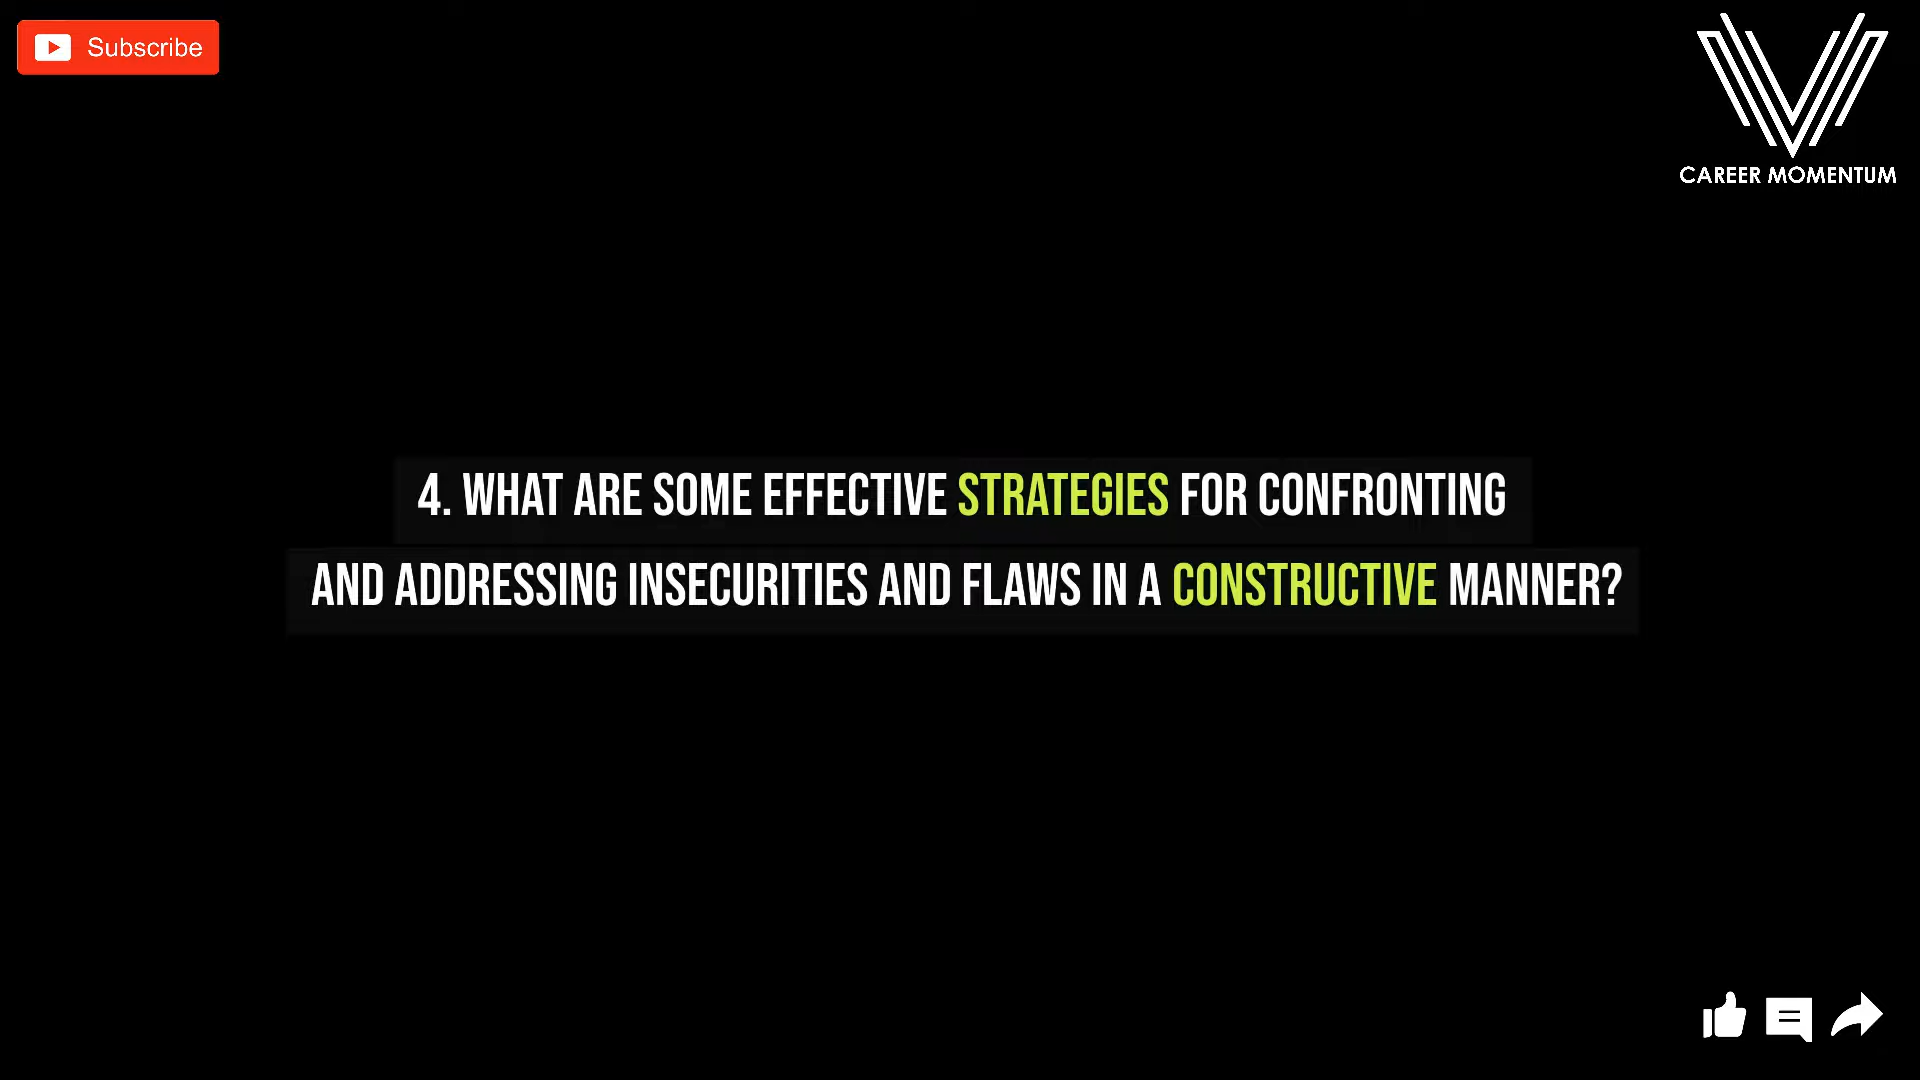 Subscribe
CAREER MOMENTUM
4. WHAT ARE SOME EFFECTIVE STRATEGIES FOR CONFRONTING
AND ADDRESSING INSECURITIES AND FLAWS IN A CONSTRUCTIVE MANNER?